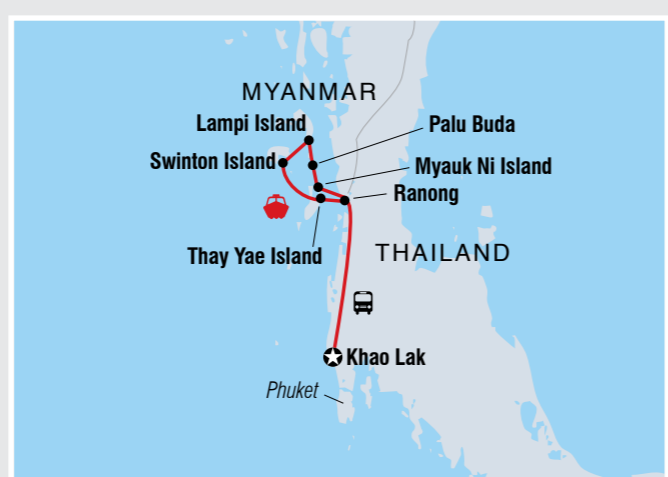 MYANMAR
Lampi Island
Palu Buda
Swinton Island
Myauk Ni Island
Ranong
Thay Yae Island
THAILAND
Khao Lak
Phuket